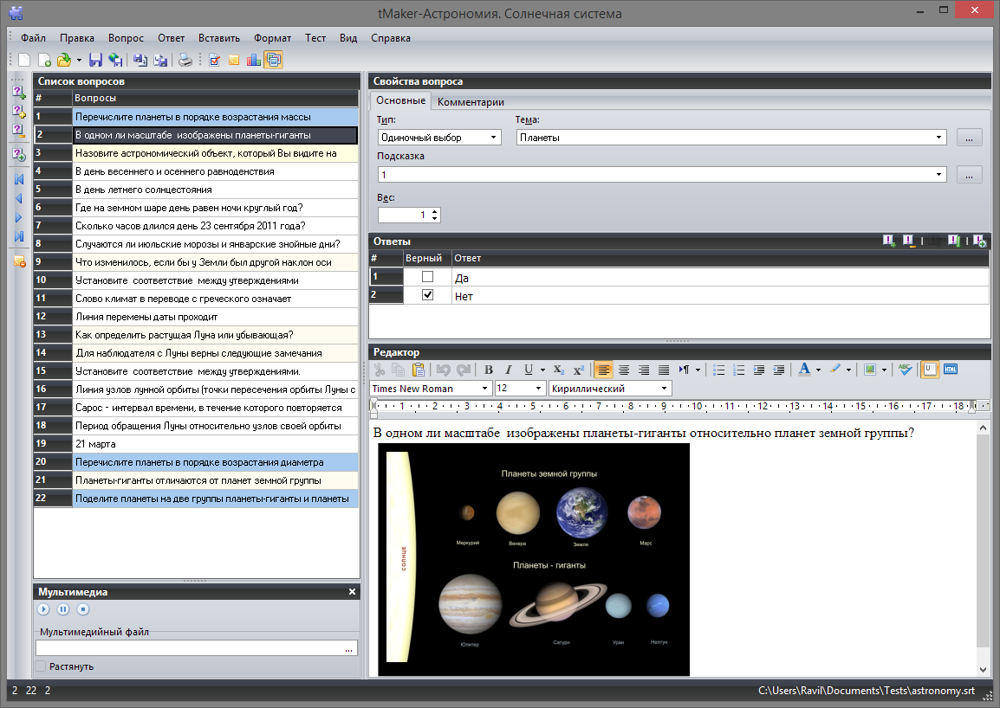 tMaker-Астрономия. Солнечная система
Файл Правка Вопрос Ответ Вставить Формат Тест Вид Справка
Список вопросов
# Вопросы
1 Перечислите планеты в порядке возрастания массы
2 В одном ли масштабе изображены планеты-гиганты
3 Назовите астрономический объект, который Вы видите на
4 В день весеннего и осеннего равноденствия
5 В день летнего солнцестояния
6 Где на земном шаре день равен ночи круглый год?
7 Сколько часов длился день 23 сентября 2011 года?
8 Случаются ли июльские морозы и январские знойные дни?
9 Что изменилось, если бы у Земли был другой наклон оси
10 Установите соответствие между утверждениями
11 Слово климат в переводе с греческого означает
12 Линия перемены даты проходит
13 Как определить растущая Луна или убывающая?
14 Для наблюдателя с Луны верны следующие замечания
15 Установите соответствие между утверждениями.
16 Линия узлов лунной орбиты (точки пересечения орбиты Луны с
17 Сарос - интервал времени, в течение которого повторяется
18 Период обращения Луны относительно узлов своей орбиты
19 21 марта
20 Перечислите планеты в порядке возрастания диаметра
21 Планеты-гиганты отличаются от планет земной группы
22 Поделите планеты на две группы планеты-гиганты и планеты
Мультимедиа
Мультимедийный файл
...
Растянуть
Свойства вопроса
Основные Комментарии
Тип: Тема:
Одиночный выбор Планеты ...
Подсказка
1 ...
Вес:
1
Ответы
# Верный Ответ
1 Да
2 Нет
Редактор
B I U X₂ X² A ABC HTML
Times New Roman 12 Кириллический
1 2 3 4 5 6 7 8 9 10 11 12 13 14 15 16 17 18
В одном ли масштабе изображены планеты-гиганты относительно планет земной группы?
Планеты земной группы
Меркурий Венера Земля Марс
солнце
Планеты - гиганты
Юпитер Сатурн Уран Нептун
2 22 2 C:\Users\Ravil\Documents\Tests\astronomy.srt